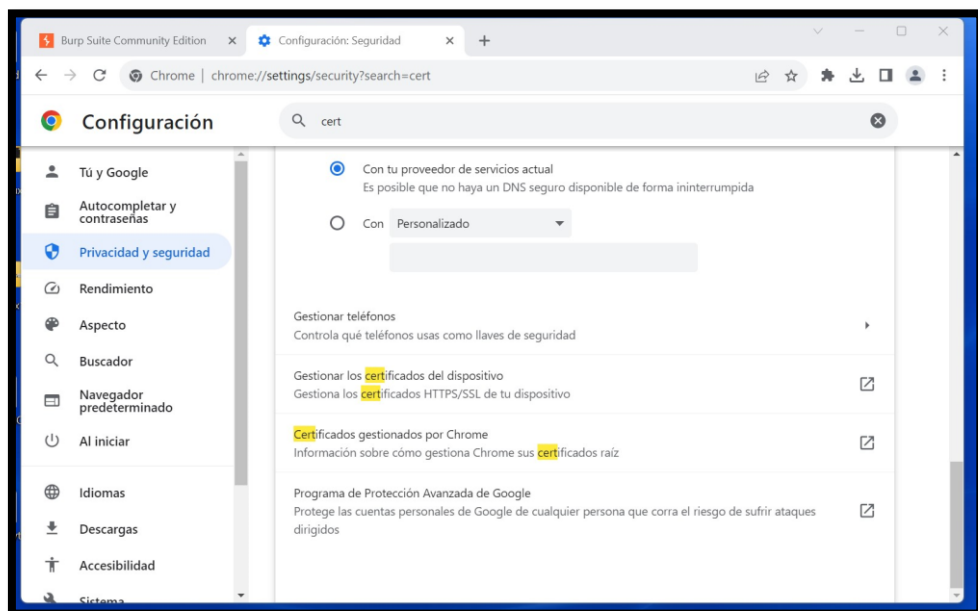 Burp Suite Community Edition
Configuración: Seguridad
Chrome | chrome://settings/security?search=cert
Configuración
cert
Tú y Google
Autocompletar y
contraseñas
Privacidad y seguridad
Rendimiento
Aspecto
Buscador
Navegador
predeterminado
Al iniciar
Idiomas
Descargas
Accesibilidad
Sistema
Con tu proveedor de servicios actual
Es posible que no haya un DNS seguro disponible de forma ininterrumpida
Con Personalizado
Gestionar teléfonos
Controla qué teléfonos usas como llaves de seguridad
Gestionar los certificados del dispositivo
Gestiona los certificados HTTPS/SSL de tu dispositivo
Certificados gestionados por Chrome
Información sobre cómo gestiona Chrome sus certificados raíz
Programa de Protección Avanzada de Google
Protege las cuentas personales de Google de cualquier persona que corra el riesgo de sufrir ataques
dirigidos